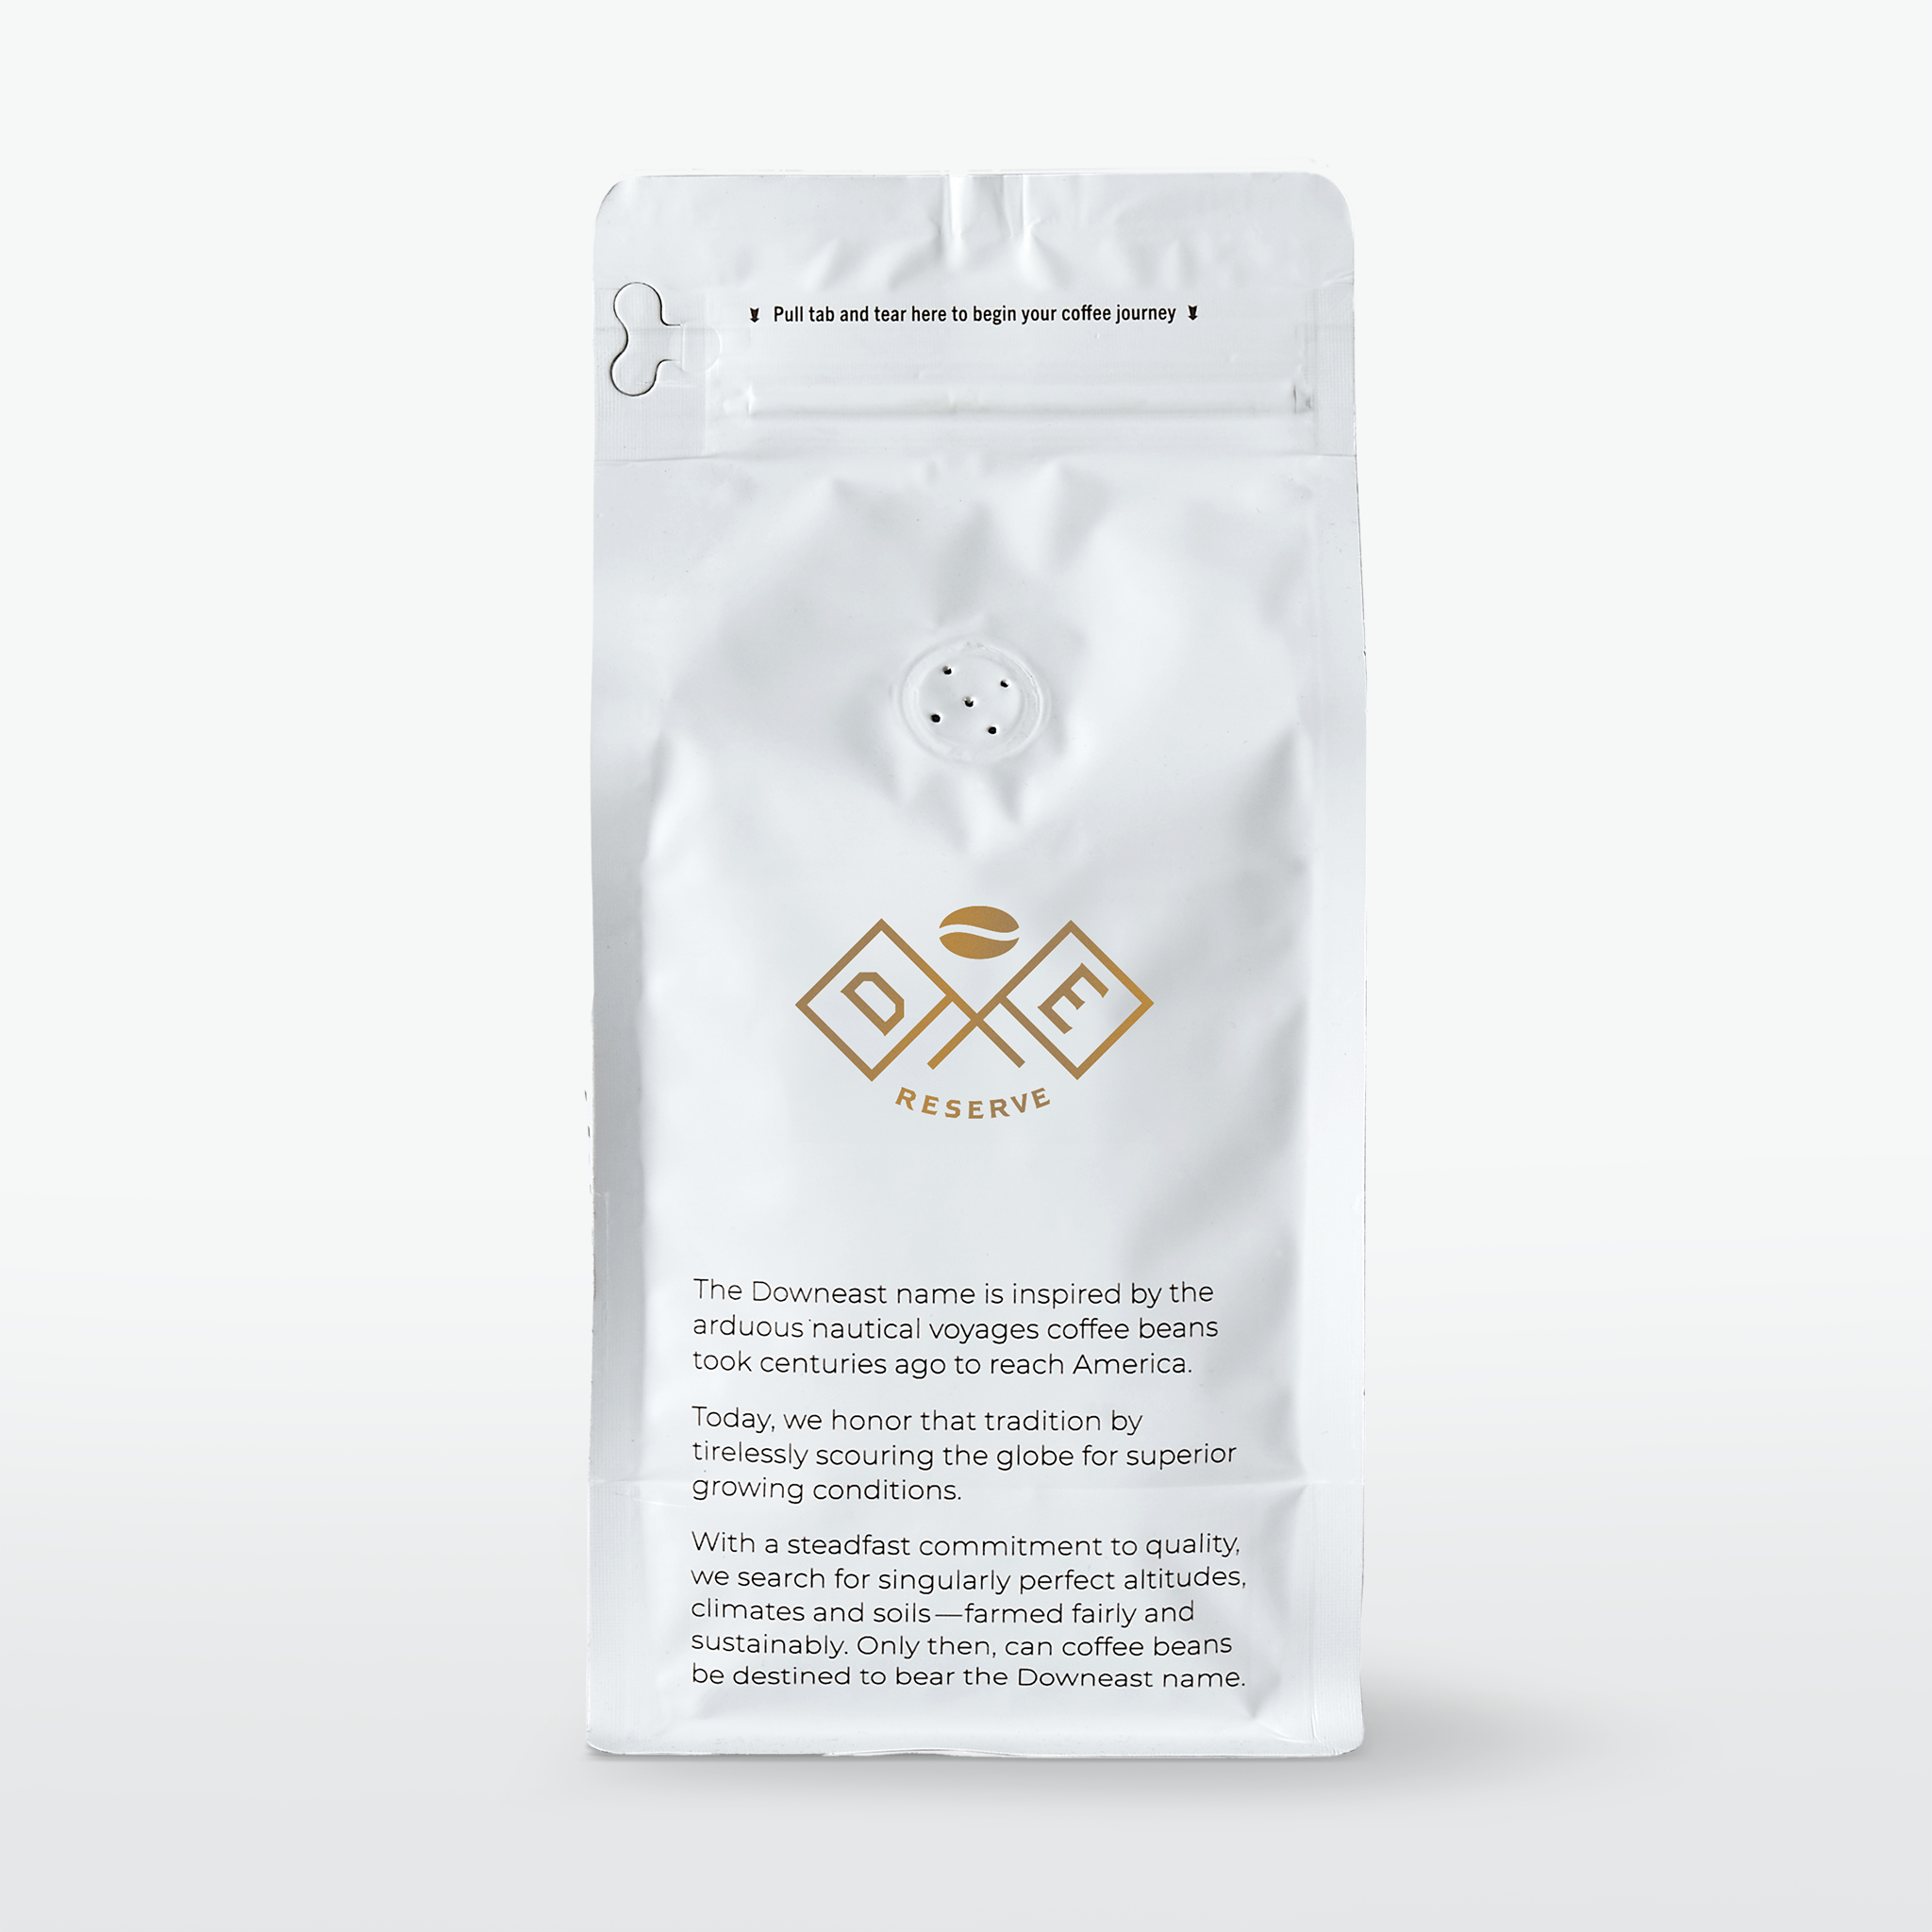 Pull tab and tear here to begin your coffee journey
D E
RESERVE
The Downeast name is inspired by the
arduous nautical voyages coffee beans
took centuries ago to reach America.
Today, we honor that tradition by
tirelessly scouring the globe for superior
growing conditions.
With a steadfast commitment to quality,
we search for singularly perfect altitudes,
climates and soils—farmed fairly and
sustainably. Only then, can coffee beans
be destined to bear the Downeast name.